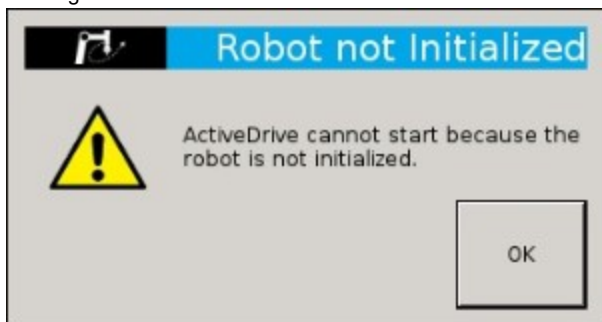 Robot not Initialized
ActiveDrive cannot start because the
robot is not initialized.
OK